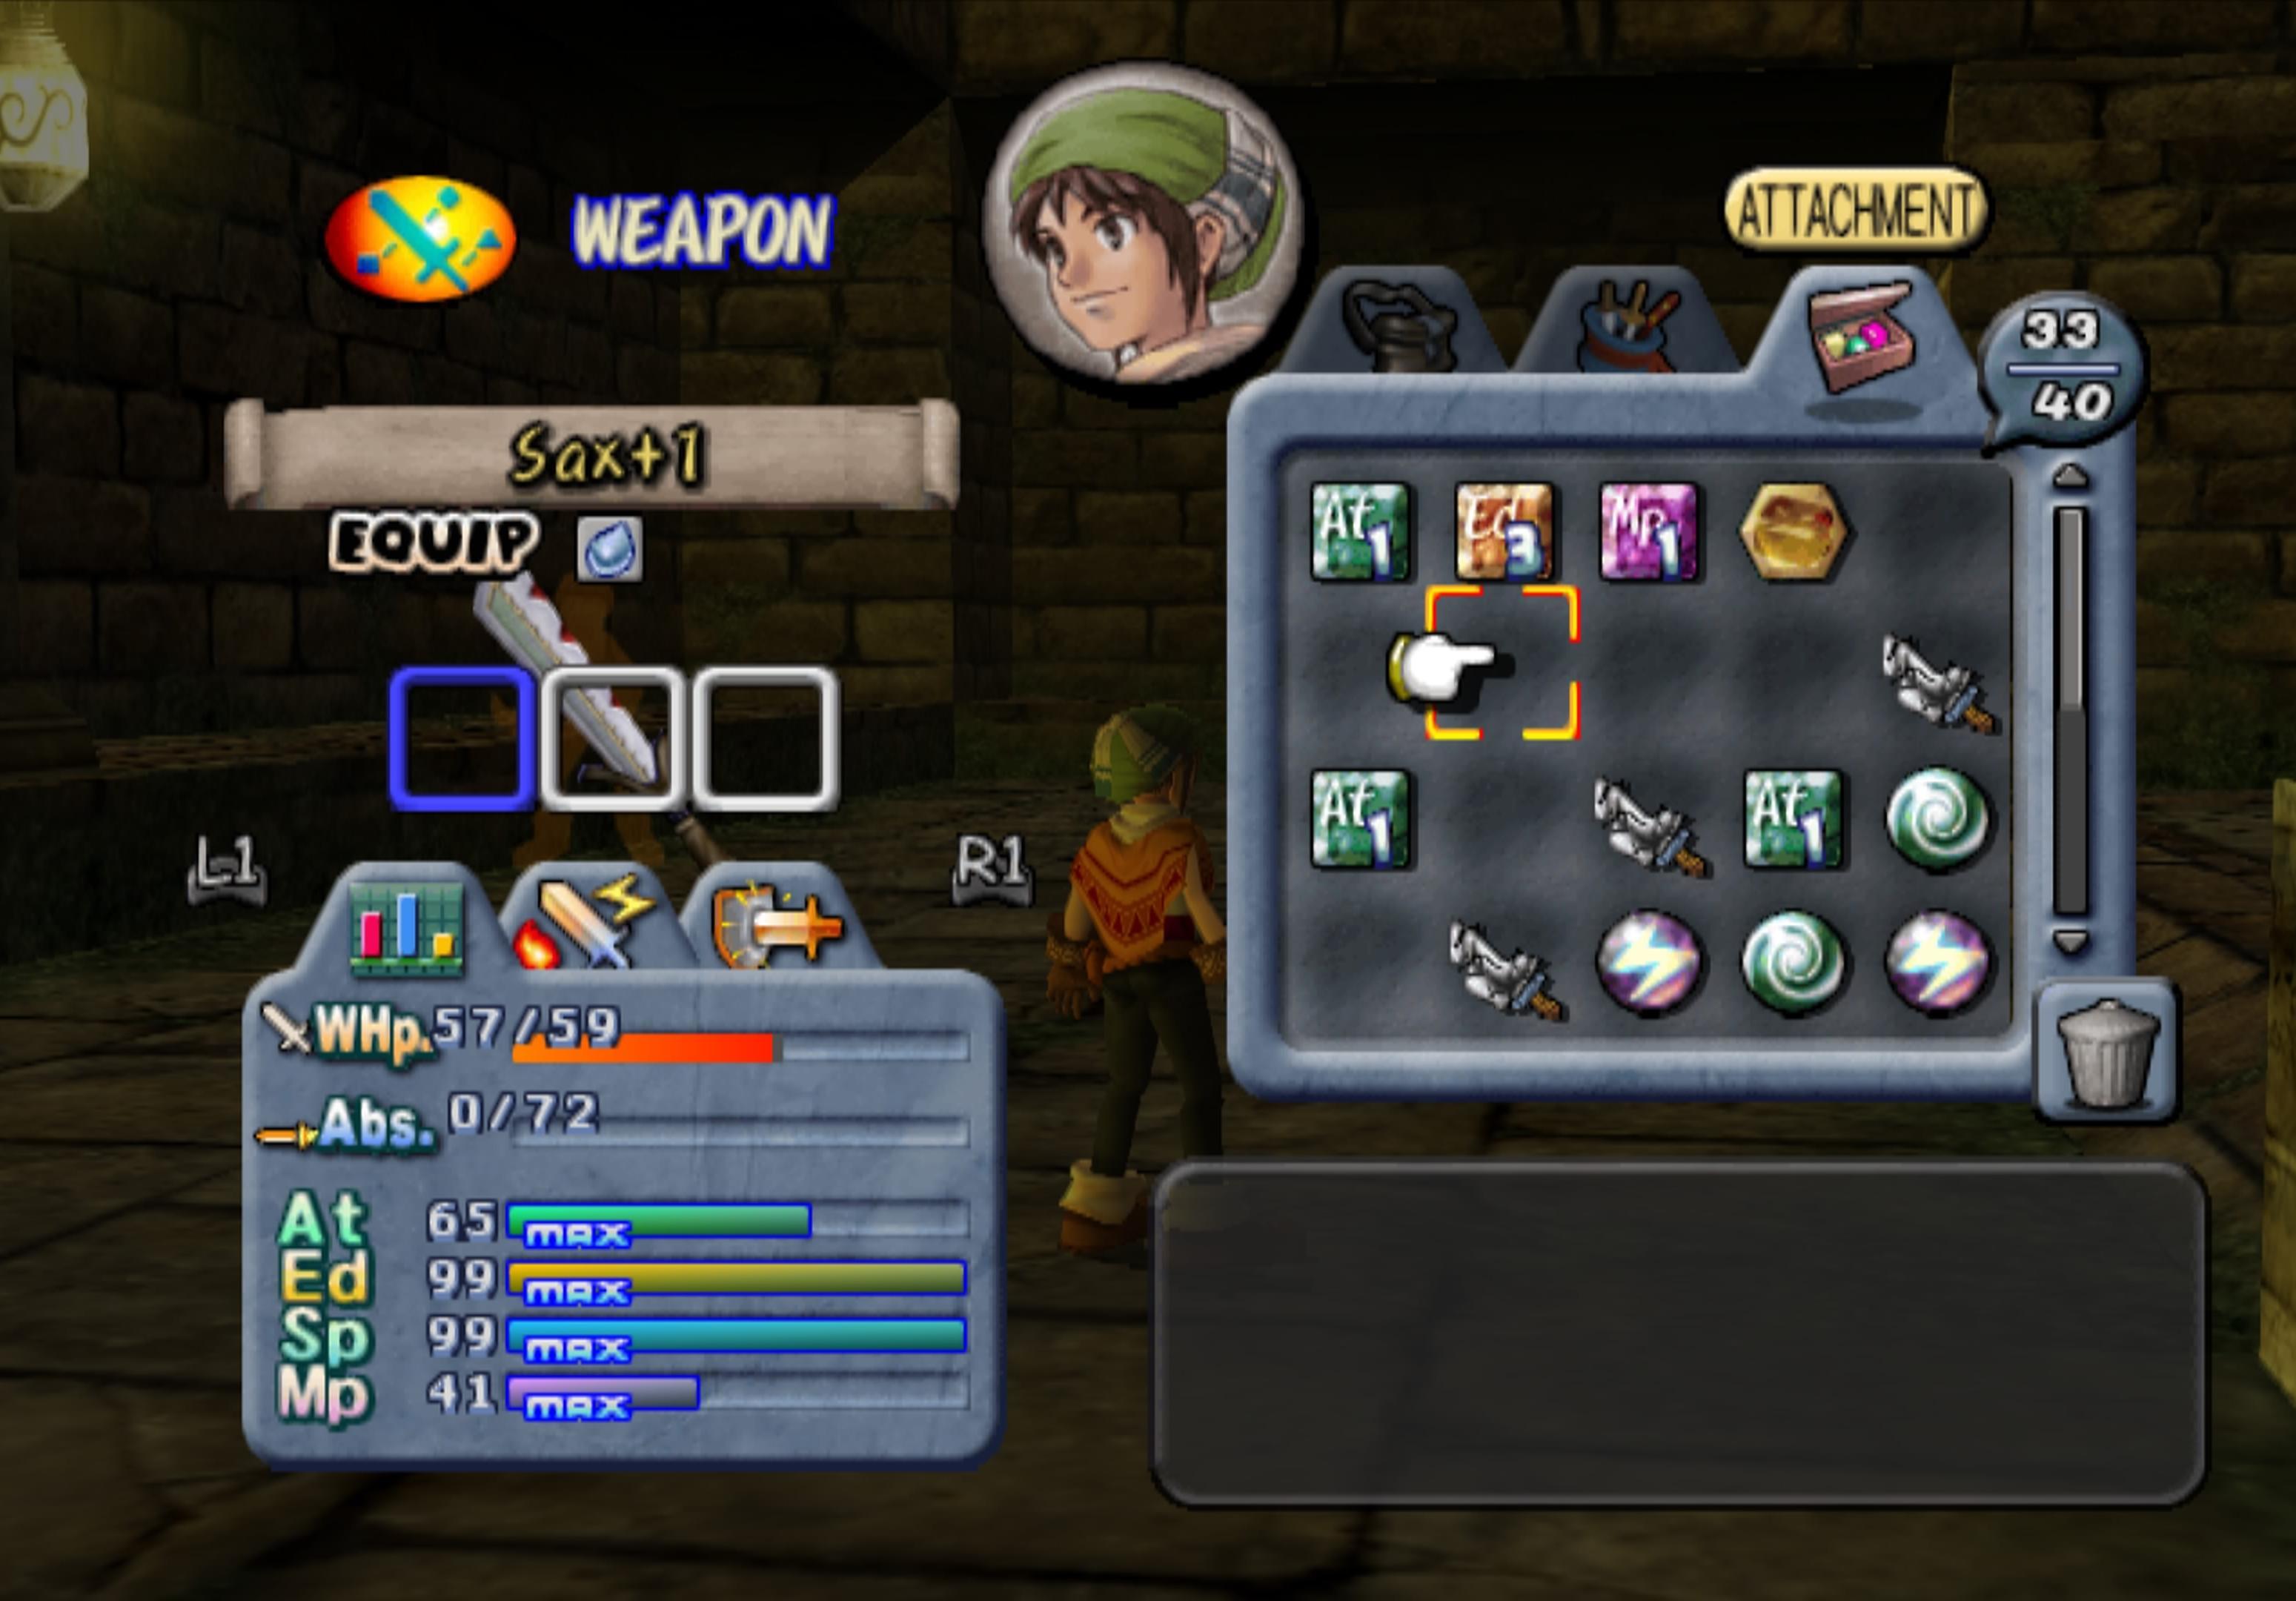 WEAPON
ATTACHMENT
33
40
Sax+1
EQUIP
At 1
Ed 3
Mp 1
At 1
At 1
L1
R1
WHp. 57/59
Abs. 0/72
At 65 max
Ed 99 max
Sp 99 max
Mp 41 max